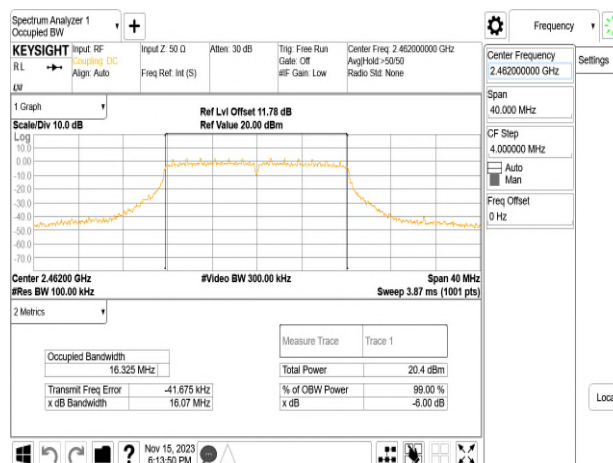 Spectrum Analyzer 1
Occupied BW
Frequency
KEYSIGHT Input: RF Input Z: 50 Ω Atten: 30 dB Trig: Free Run Center Freq: 2.462000000 GHz
RL Coupling: DC Gate: Off Avg|Hold:>50/50
Align: Auto Freq Ref: Int (S) #IF Gain: Low Radio Std: None
LXI
Center Frequency
2.462000000 GHz
Settings
Span
40.000 MHz
CF Step
4.000000 MHz
Auto
Man
Freq Offset
0 Hz
Loca
1 Graph
Ref Lvl Offset 11.78 dB
Scale/Div 10.0 dB Ref Value 20.00 dBm
Log
10.0
0.00
-10.0
-20.0
-30.0
-40.0
-50.0
-60.0
-70.0
Center 2.46200 GHz #Video BW 300.00 kHz Span 40 MHz
#Res BW 100.00 kHz Sweep 3.87 ms (1001 pts)
2 Metrics
Measure Trace Trace 1
Occupied Bandwidth
16.325 MHz Total Power 20.4 dBm
Transmit Freq Error -41.675 kHz % of OBW Power 99.00 %
x dB Bandwidth 16.07 MHz x dB -6.00 dB
Nov 15, 2023
6:13:50 PM